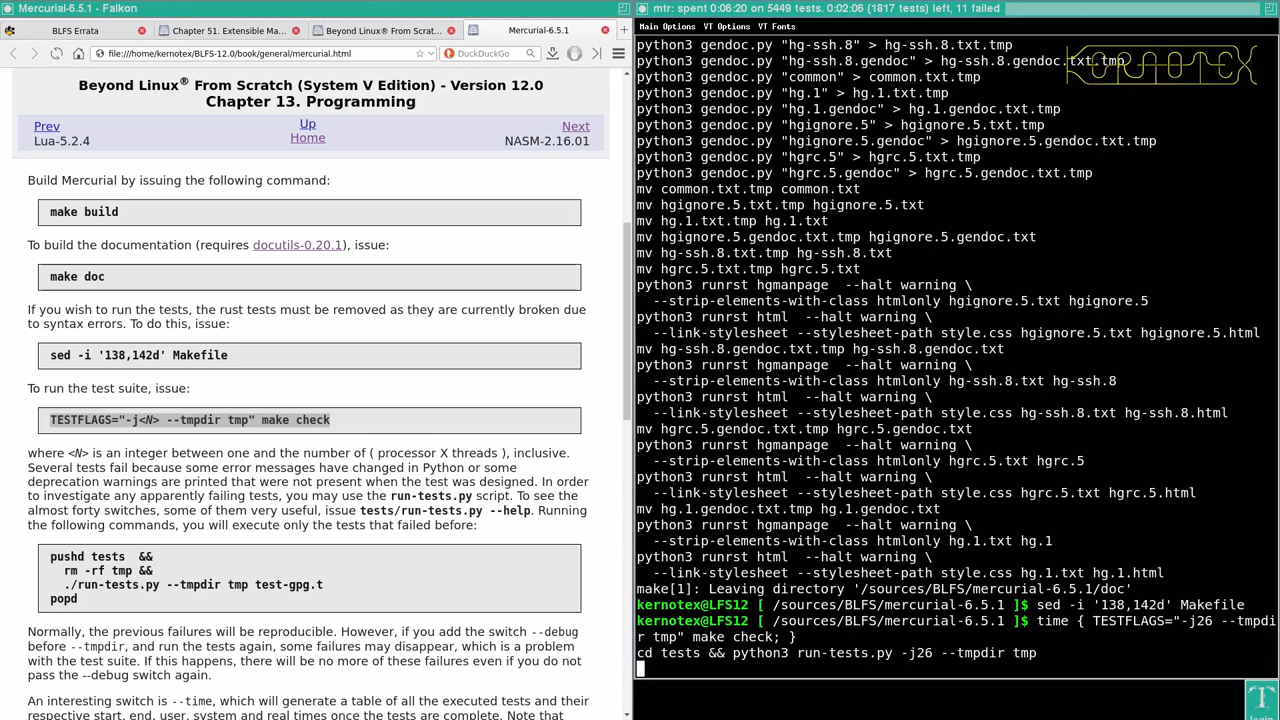 Mercurial-6.5.1 - Falkon
BLFS Errata
Chapter 51. Extensible Ma...
Beyond Linux® From Scrat...
Mercurial-6.5.1
file:///home/kernotex/BLFS-12.0/book/general/mercurial.html
DuckDuckGo
Beyond Linux® From Scratch (System V Edition) - Version 12.0
Chapter 13. Programming
Prev
Up
Next
Lua-5.2.4
Home
NASM-2.16.01
Build Mercurial by issuing the following command:
make build
To build the documentation (requires docutils-0.20.1), issue:
make doc
If you wish to run the tests, the rust tests must be removed as they are currently broken due
to syntax errors. To do this, issue:
sed -i '138,142d' Makefile
To run the test suite, issue:
TESTFLAGS="-j<N> --tmpdir tmp" make check
where <N> is an integer between one and the number of ( processor X threads ), inclusive.
Several tests fail because some error messages have changed in Python or some
deprecation warnings are printed that were not present when the test was designed. In order
to investigate any apparently failing tests, you may use the run-tests.py script. To see the
almost forty switches, some of them very useful, issue tests/run-tests.py --help. Running
the following commands, you will execute only the tests that failed before:
pushd tests  &&
  rm -rf tmp &&
  ./run-tests.py --tmpdir tmp test-gpg.t
popd
Normally, the previous failures will be reproducible. However, if you add the switch --debug
before --tmpdir, and run the tests again, some failures may disappear, which is a problem
with the test suite. If this happens, there will be no more of these failures even if you do not
pass the --debug switch again.
An interesting switch is --time, which will generate a table of all the executed tests and their
respective start, end, user, system and real times once the tests are complete. Note that
mtr: spent 0:06:20 on 5449 tests. 0:02:06 (1817 tests) left, 11 failed
Main Options  VT Options  VT Fonts
KERNOTEX
python3 gendoc.py "hg-ssh.8" > hg-ssh.8.txt.tmp
python3 gendoc.py "hg-ssh.8.gendoc" > hg-ssh.8.gendoc.txt.tmp
python3 gendoc.py "common" > common.txt.tmp
python3 gendoc.py "hg.1" > hg.1.txt.tmp
python3 gendoc.py "hg.1.gendoc" > hg.1.gendoc.txt.tmp
python3 gendoc.py "hgignore.5" > hgignore.5.txt.tmp
python3 gendoc.py "hgignore.5.gendoc" > hgignore.5.gendoc.txt.tmp
python3 gendoc.py "hgrc.5" > hgrc.5.txt.tmp
python3 gendoc.py "hgrc.5.gendoc" > hgrc.5.gendoc.txt.tmp
mv common.txt.tmp common.txt
mv hgignore.5.txt.tmp hgignore.5.txt
mv hg.1.txt.tmp hg.1.txt
mv hgignore.5.gendoc.txt.tmp hgignore.5.gendoc.txt
mv hg-ssh.8.txt.tmp hg-ssh.8.txt
mv hgrc.5.txt.tmp hgrc.5.txt
python3 runrst hgmanpage  --halt warning \
  --strip-elements-with-class htmlonly hgignore.5.txt hgignore.5
python3 runrst html  --halt warning \
  --link-stylesheet --stylesheet-path style.css hgignore.5.txt hgignore.5.html
mv hg-ssh.8.gendoc.txt.tmp hg-ssh.8.gendoc.txt
python3 runrst hgmanpage  --halt warning \
  --strip-elements-with-class htmlonly hg-ssh.8.txt hg-ssh.8
python3 runrst html  --halt warning \
  --link-stylesheet --stylesheet-path style.css hg-ssh.8.txt hg-ssh.8.html
mv hgrc.5.gendoc.txt.tmp hgrc.5.gendoc.txt
python3 runrst hgmanpage  --halt warning \
  --strip-elements-with-class htmlonly hgrc.5.txt hgrc.5
python3 runrst html  --halt warning \
  --link-stylesheet --stylesheet-path style.css hgrc.5.txt hgrc.5.html
mv hg.1.gendoc.txt.tmp hg.1.gendoc.txt
python3 runrst hgmanpage  --halt warning \
  --strip-elements-with-class htmlonly hg.1.txt hg.1
python3 runrst html  --halt warning \
  --link-stylesheet --stylesheet-path style.css hg.1.txt hg.1.html
make[1]: Leaving directory '/sources/BLFS/mercurial-6.5.1/doc'
kernotex@LFS12 [ /sources/BLFS/mercurial-6.5.1 ]$ sed -i '138,142d' Makefile
kernotex@LFS12 [ /sources/BLFS/mercurial-6.5.1 ]$ time { TESTFLAGS="-j26 --tmpdi
r tmp" make check; }
cd tests && python3 run-tests.py -j26 --tmpdir tmp
login